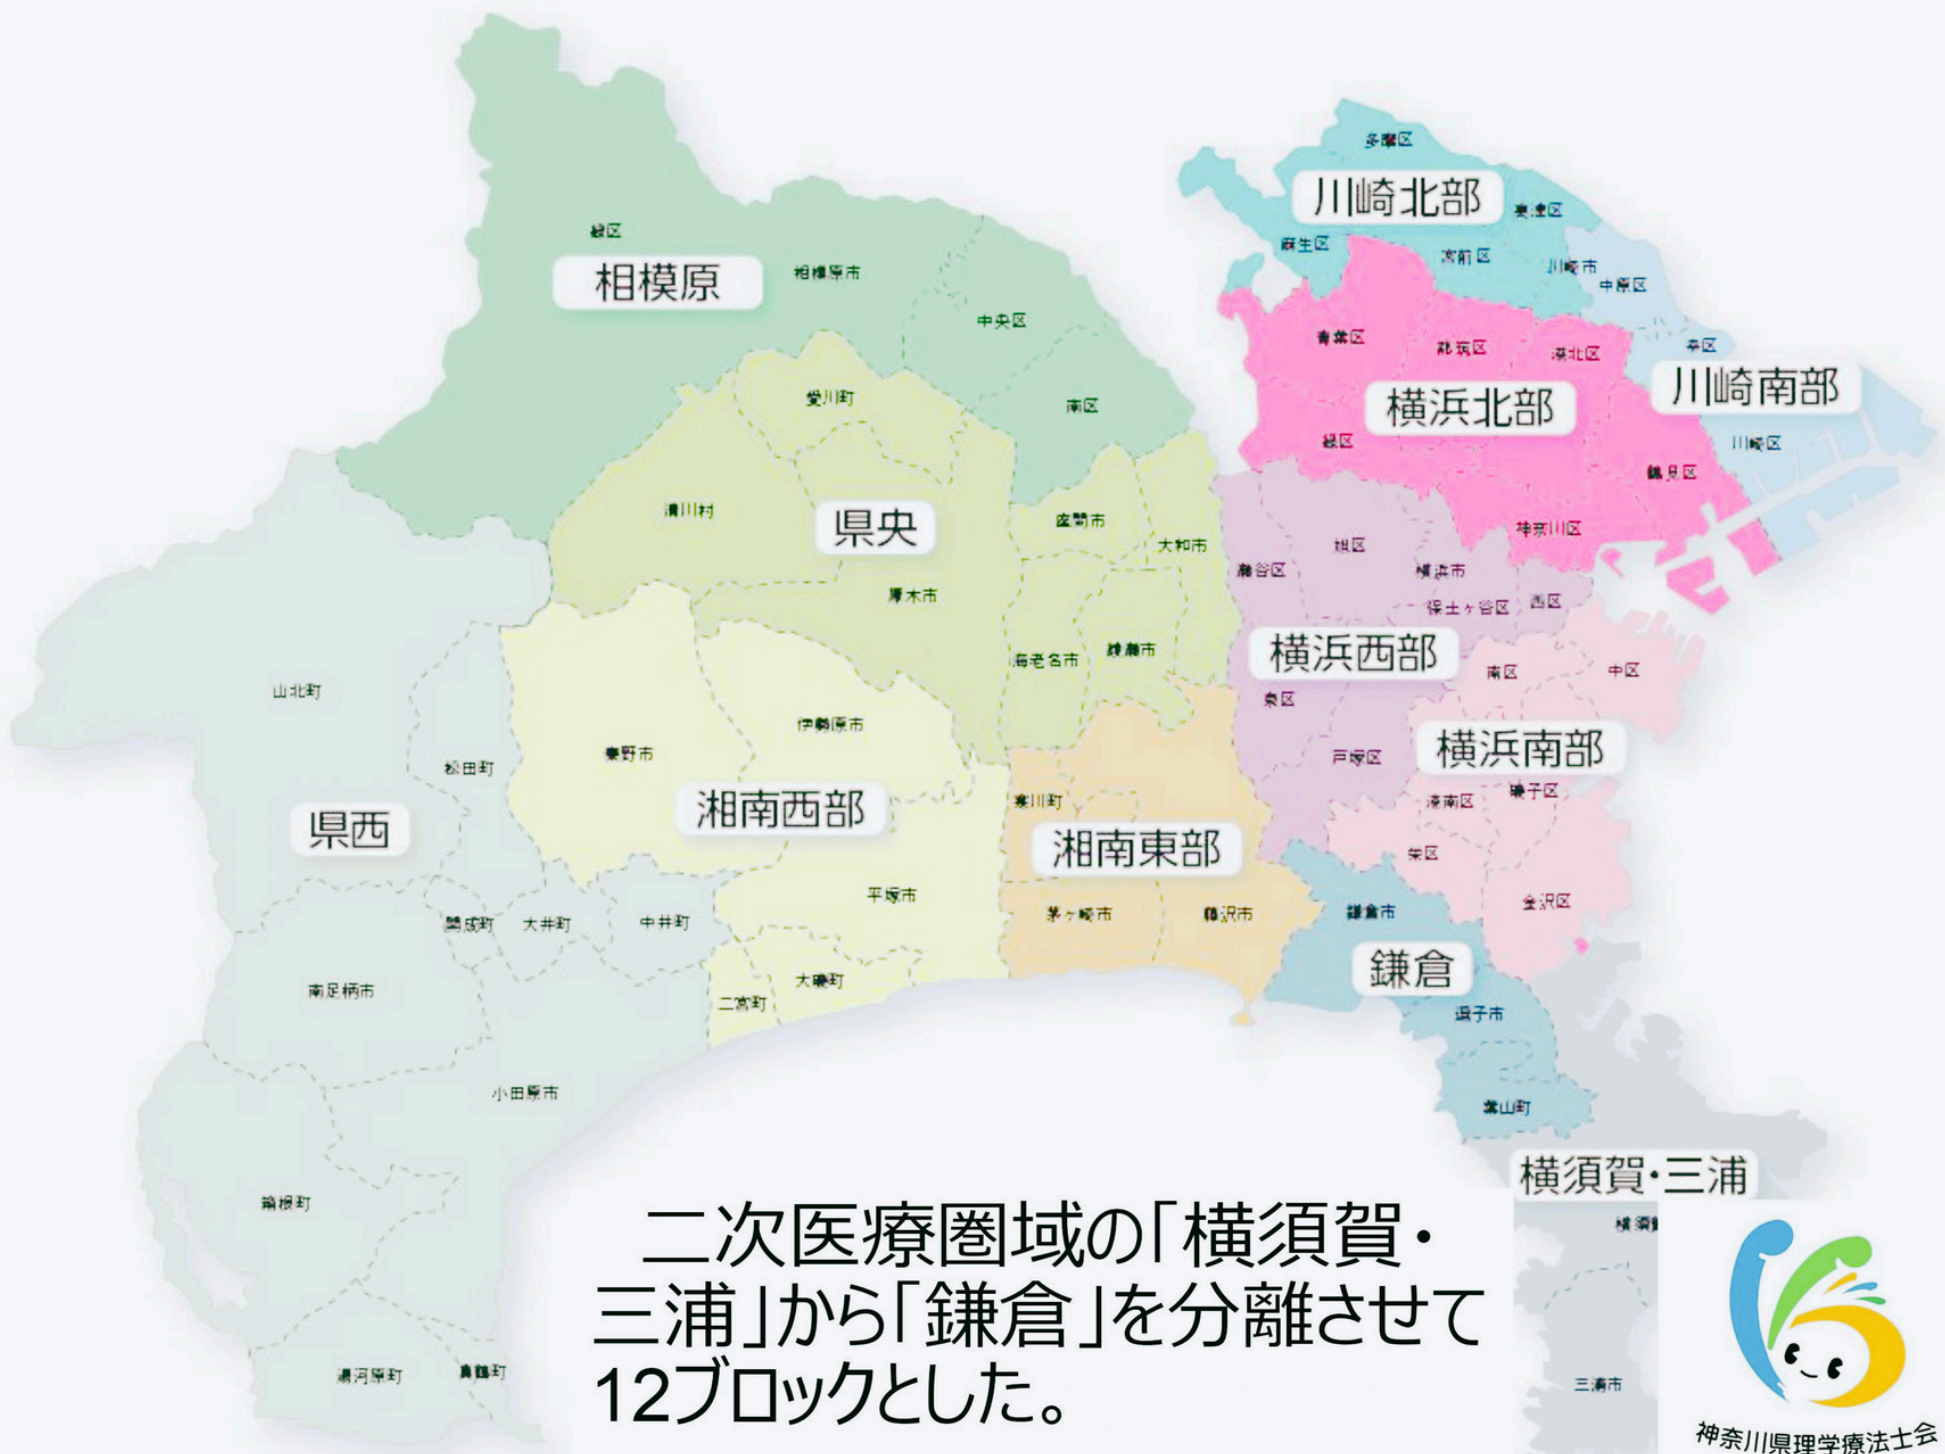 多摩区
川崎北部
高津区
麻生区
宮前区
川崎市
中原区
緑区
相模原
相模原市
中央区
南区
青葉区
都筑区
港北区
幸区
川崎南部
横浜北部
川崎区
緑区
鶴見区
神奈川区
愛川町
清川村
県央
座間市
大和市
厚木市
海老名市
綾瀬市
瀬谷区
旭区
横浜市
保土ヶ谷区
西区
横浜西部
泉区
戸塚区
南区
中区
横浜南部
港南区
磯子区
栄区
金沢区
山北町
松田町
県西
秦野市
伊勢原市
湘南西部
平塚市
寒川町
湘南東部
茅ヶ崎市
藤沢市
鎌倉市
鎌倉
逗子市
葉山町
開成町
大井町
中井町
南足柄市
二宮町
大磯町
小田原市
箱根町
湯河原町
真鶴町
横須賀・三浦
横須
三浦市
二次医療圏域の「横須賀・
三浦」から「鎌倉」を分離させて
12ブロックとした。
神奈川県理学療法士会